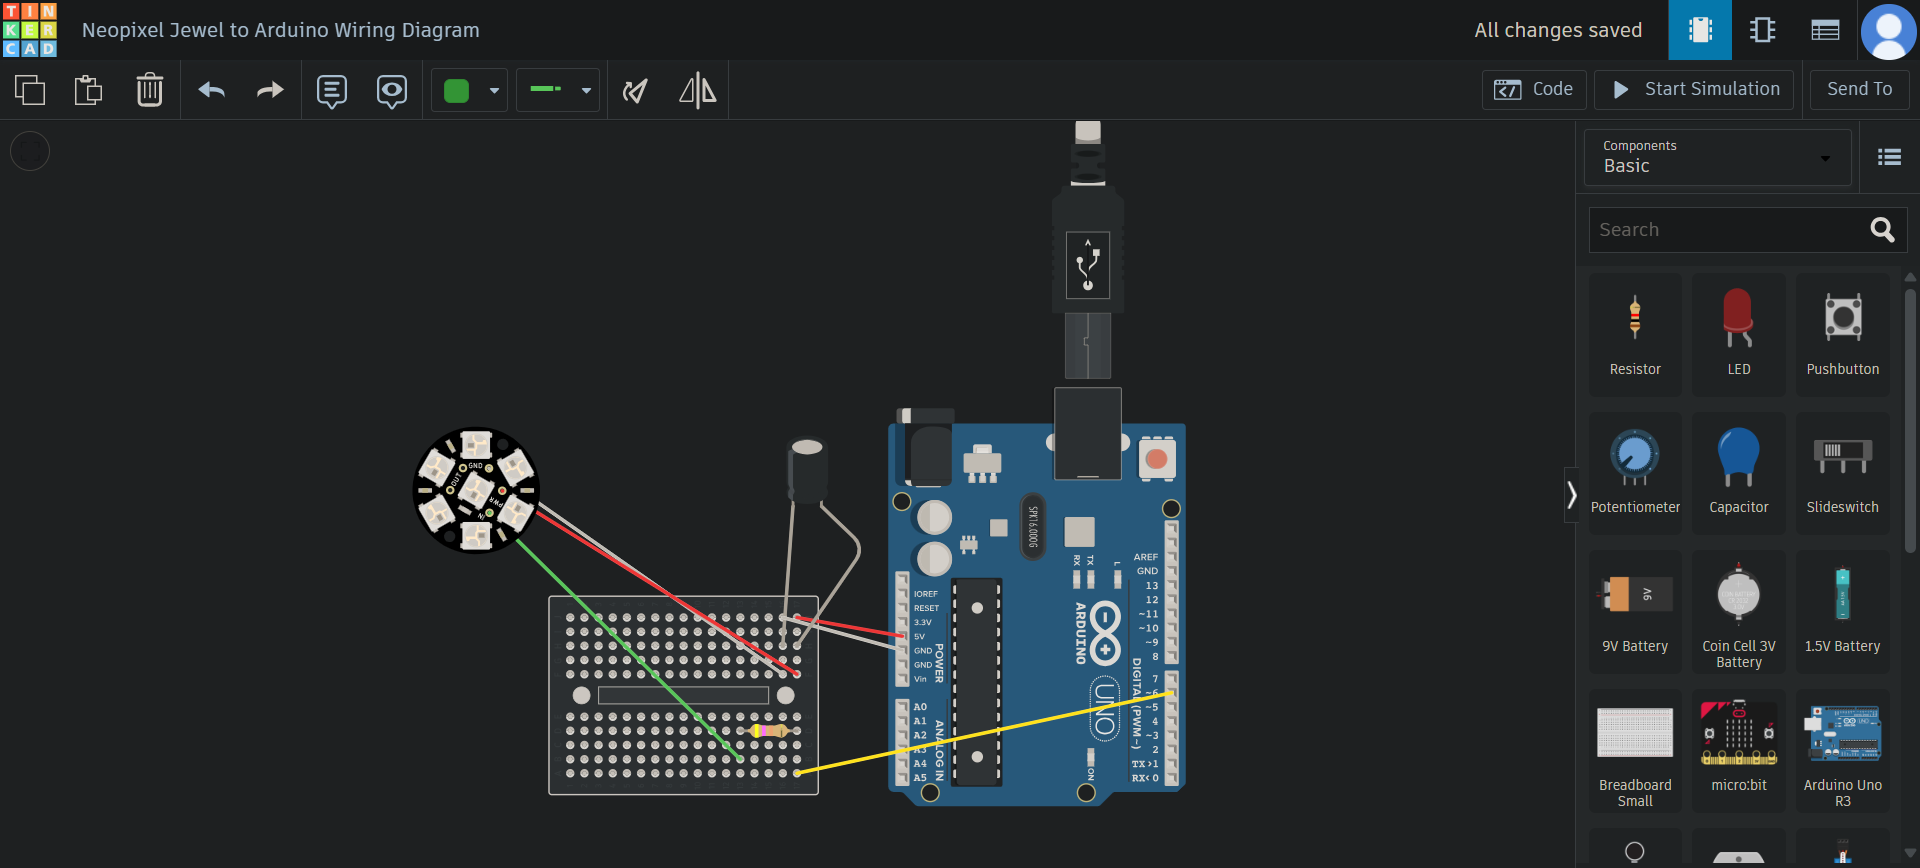 TIN
KER
CAD
Neopixel Jewel to Arduino Wiring Diagram
All changes saved
Code
Start Simulation
Send To
Components
Basic
Search
Resistor
LED
Pushbutton
Potentiometer
Capacitor
Slideswitch
9V
9V Battery
Coin Cell 3V
Battery
1.5V Battery
Breadboard
Small
micro:bit
Arduino Uno
R3
GND
OUT
PWR
IN
SPK16.000G
RX
TX
L
AREF
GND
13
12
~11
~10
~9
8
7
~6
~5
4
~3
2
TX›1
RX‹0
DIGITAL (PWM~)
ARDUINO
UNO
ON
IOREF
RESET
3.3V
5V
GND
GND
Vin
POWER
A0
A1
A2
A3
A4
A5
ANALOG IN